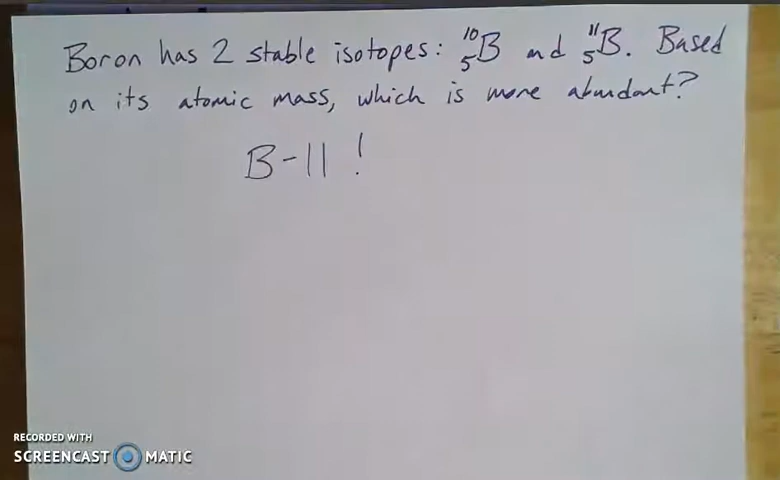 Boron has 2 stable isotopes: ¹⁰₅B and ¹¹₅B. Based
on its atomic mass, which is more abundant?
B-11!
RECORDED WITH
SCREENCAST MATIC